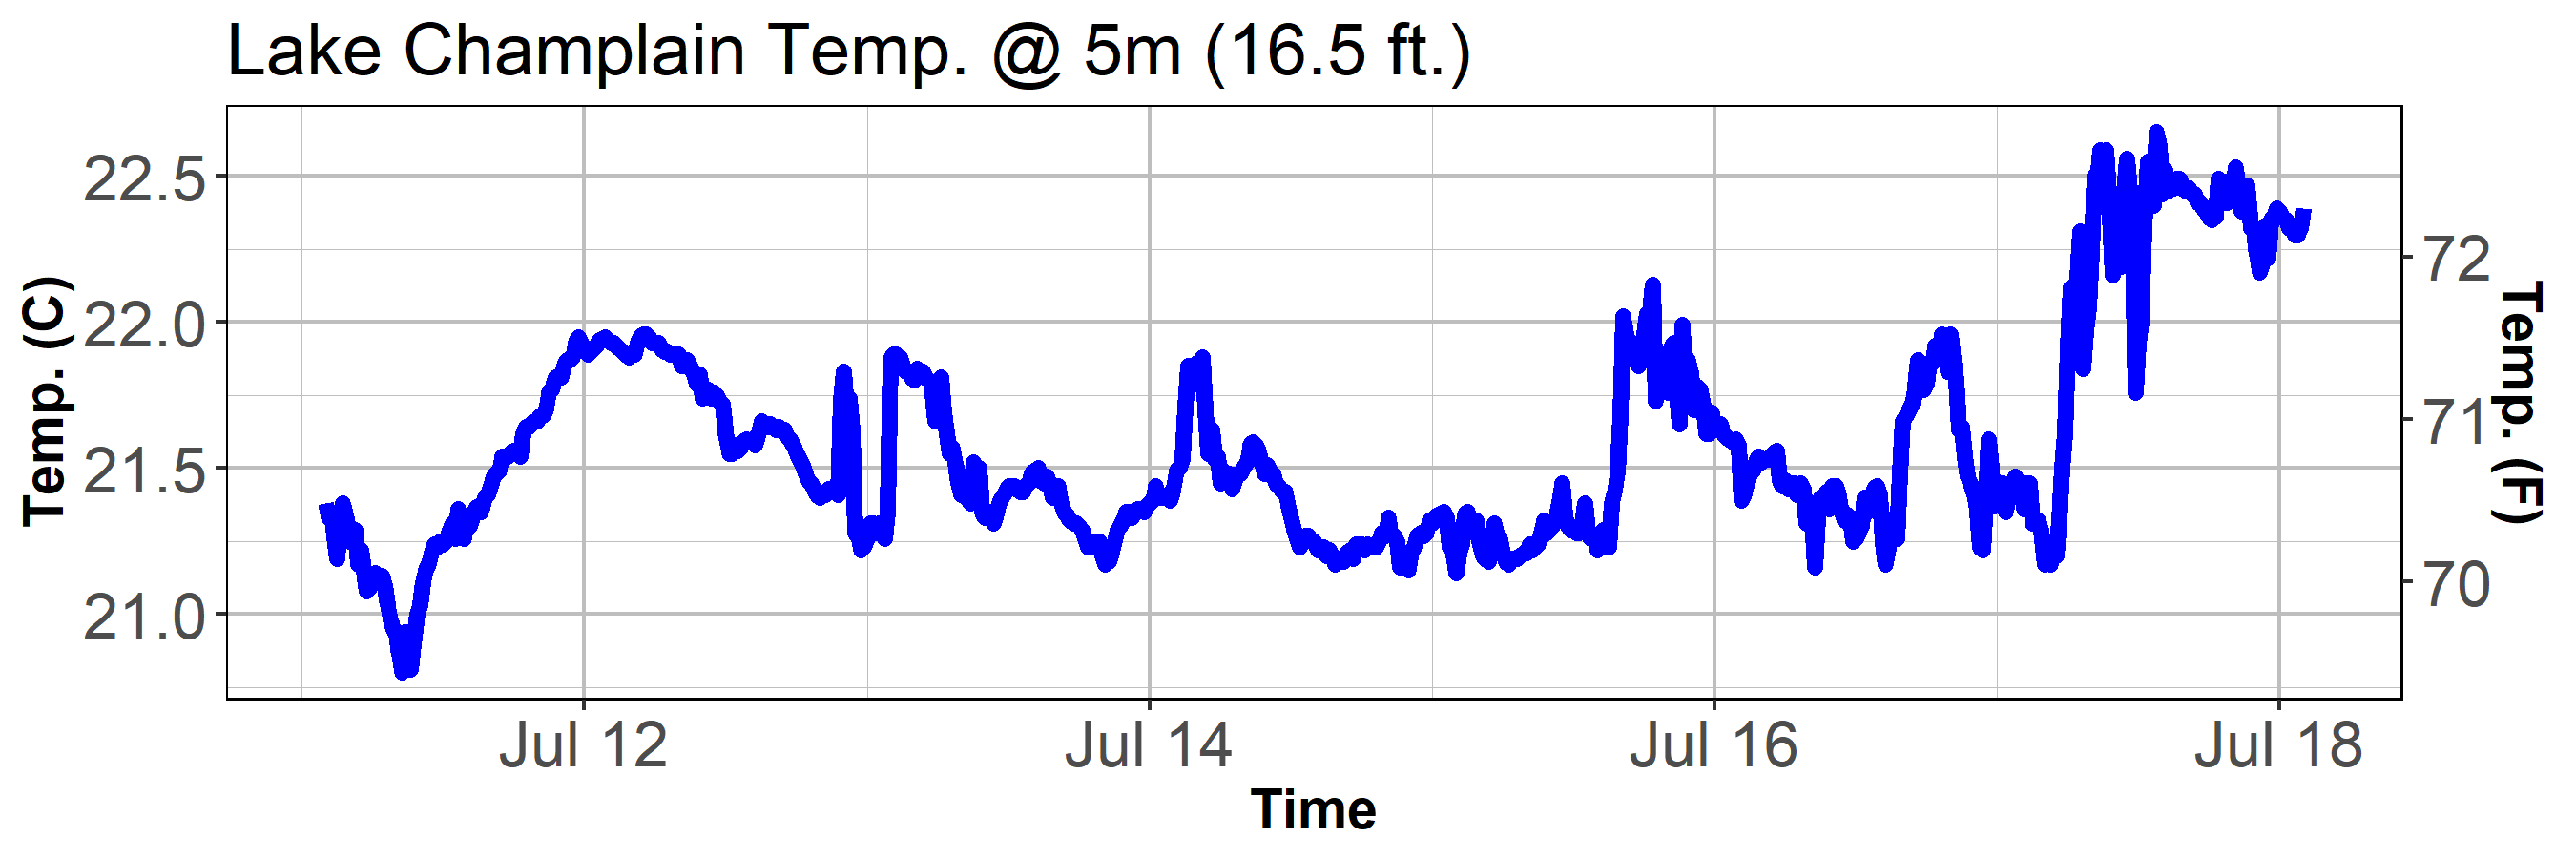 Lake Champlain Temp. @ 5m (16.5 ft.)
Temp. (C)
22.5
22.0
21.5
21.0
72
71
70
Temp. (F)
Jul 12 Jul 14 Jul 16 Jul 18
Time